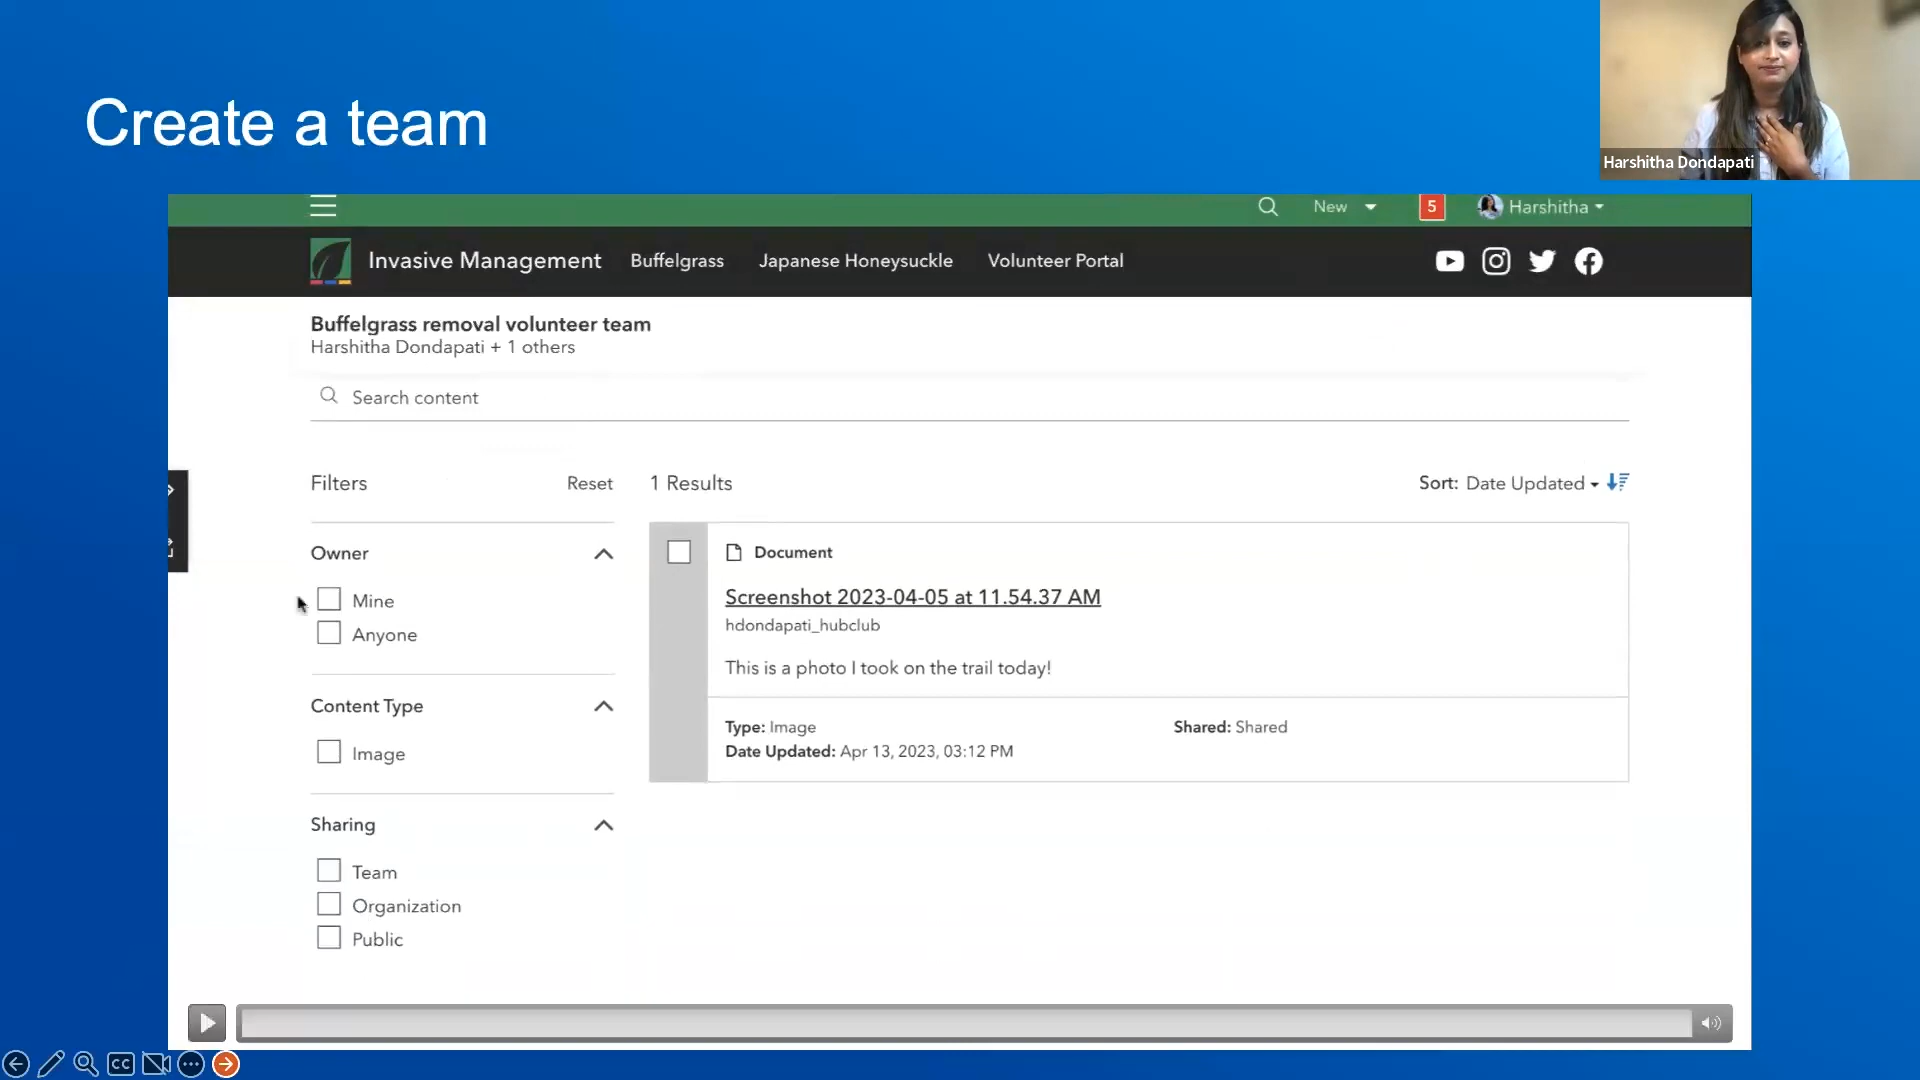 Create a team
Harshitha Dondapati
New
5
Harshitha
Invasive Management
Buffelgrass
Japanese Honeysuckle
Volunteer Portal
Buffelgrass removal volunteer team
Harshitha Dondapati + 1 others
Search content
Filters
Reset
1 Results
Sort: Date Updated
Owner
Mine
Anyone
Content Type
Image
Sharing
Team
Organization
Public
Document
Screenshot 2023-04-05 at 11.54.37 AM
hdondapati_hubclub
This is a photo I took on the trail today!
Type: Image
Shared: Shared
Date Updated: Apr 13, 2023, 03:12 PM
CC